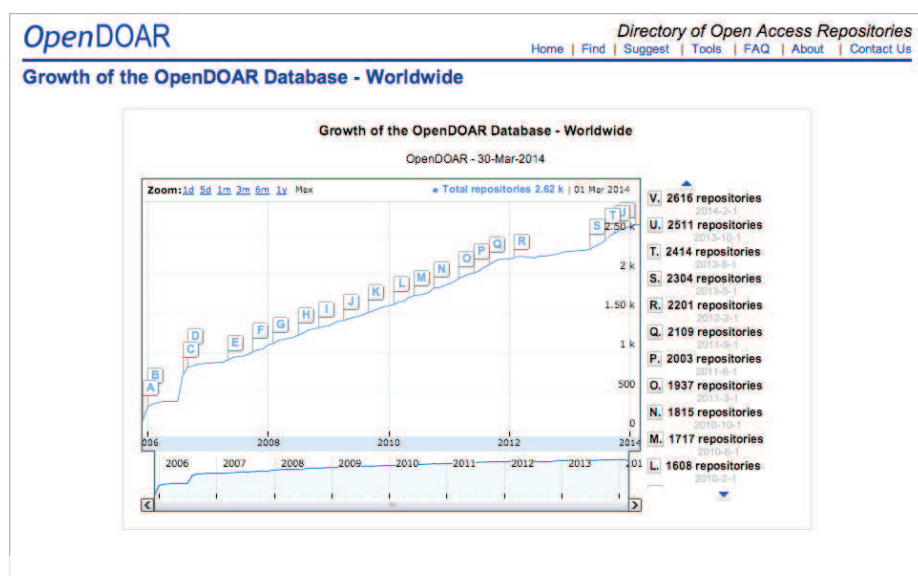 OpenDOAR
Directory of Open Access Repositories
Home | Find | Suggest | Tools | FAQ | About | Contact Us
Growth of the OpenDOAR Database - Worldwide
Growth of the OpenDOAR Database - Worldwide
OpenDOAR - 30-Mar-2014
Zoom: 1d 5d 1m 3m 6m 1y Max
Total repositories 2.62 k | 01 Mar 2014
A
B
C
D
E
F
G
H
I
J
K
L
M
N
O
P
Q
R
S
T
U
2.50 k
2 k
1.50 k
1 k
500
0
006 2008 2010 2012 2014
2006 2007 2008 2009 2010 2011 2012 2013 201
V. 2616 repositories
2014-2-1
U. 2511 repositories
2013-10-1
T. 2414 repositories
2013-8-1
S. 2304 repositories
2013-5-1
R. 2201 repositories
2012-2-1
Q. 2109 repositories
2011-9-1
P. 2003 repositories
2011-6-1
O. 1937 repositories
2011-3-1
N. 1815 repositories
2010-10-1
M. 1717 repositories
2010-6-1
L. 1608 repositories
2010-2-1